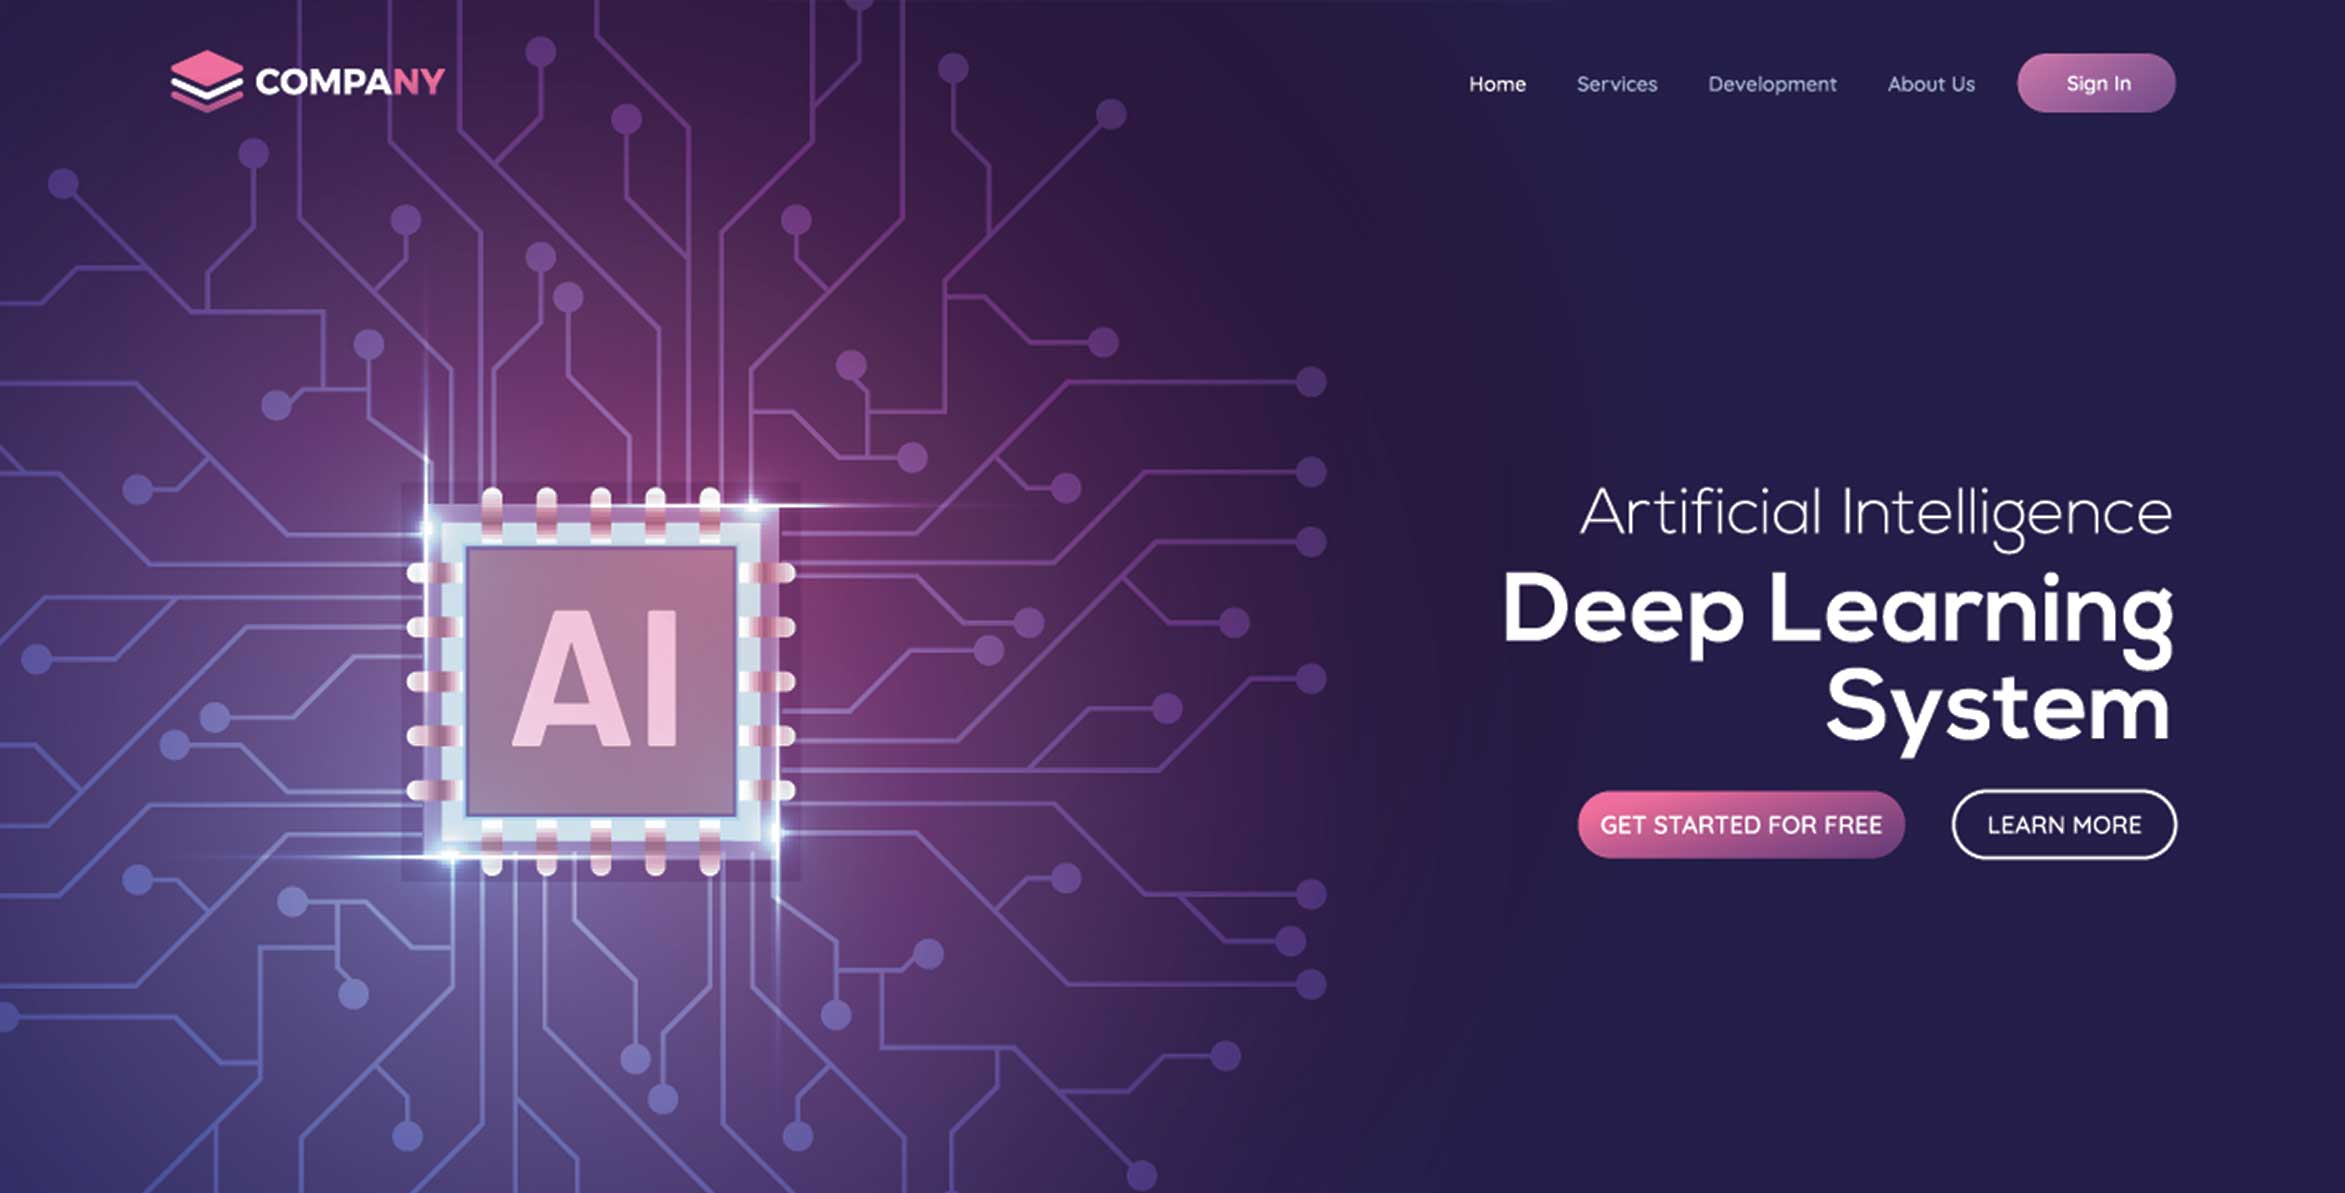 COMPANY
Home Services Development About Us Sign In
AI
Artificial Intelligence
Deep Learning
System
GET STARTED FOR FREE LEARN MORE